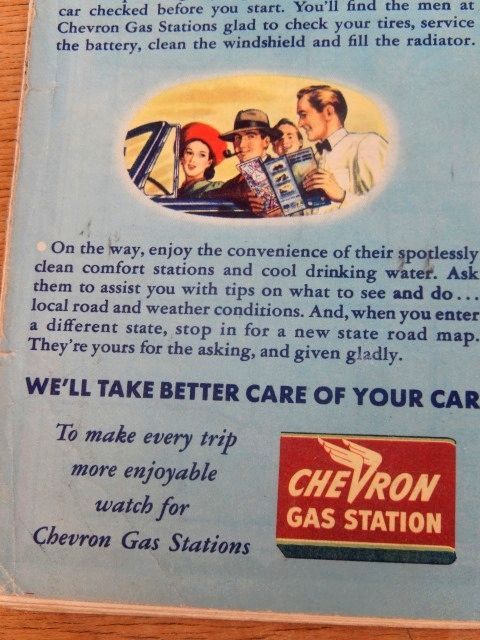 car checked before you start. You'll find the men at
Chevron Gas Stations glad to check your tires, service
the battery, clean the windshield and fill the radiator.
On the way, enjoy the convenience of their spotlessly
clean comfort stations and cool drinking water. Ask
them to assist you with tips on what to see and do...
local road and weather conditions. And, when you enter
a different state, stop in for a new state road map.
They're yours for the asking, and given gladly.
WE'LL TAKE BETTER CARE OF YOUR CAR
To make every trip
more enjoyable
watch for
Chevron Gas Stations
CHEVRON
GAS STATION